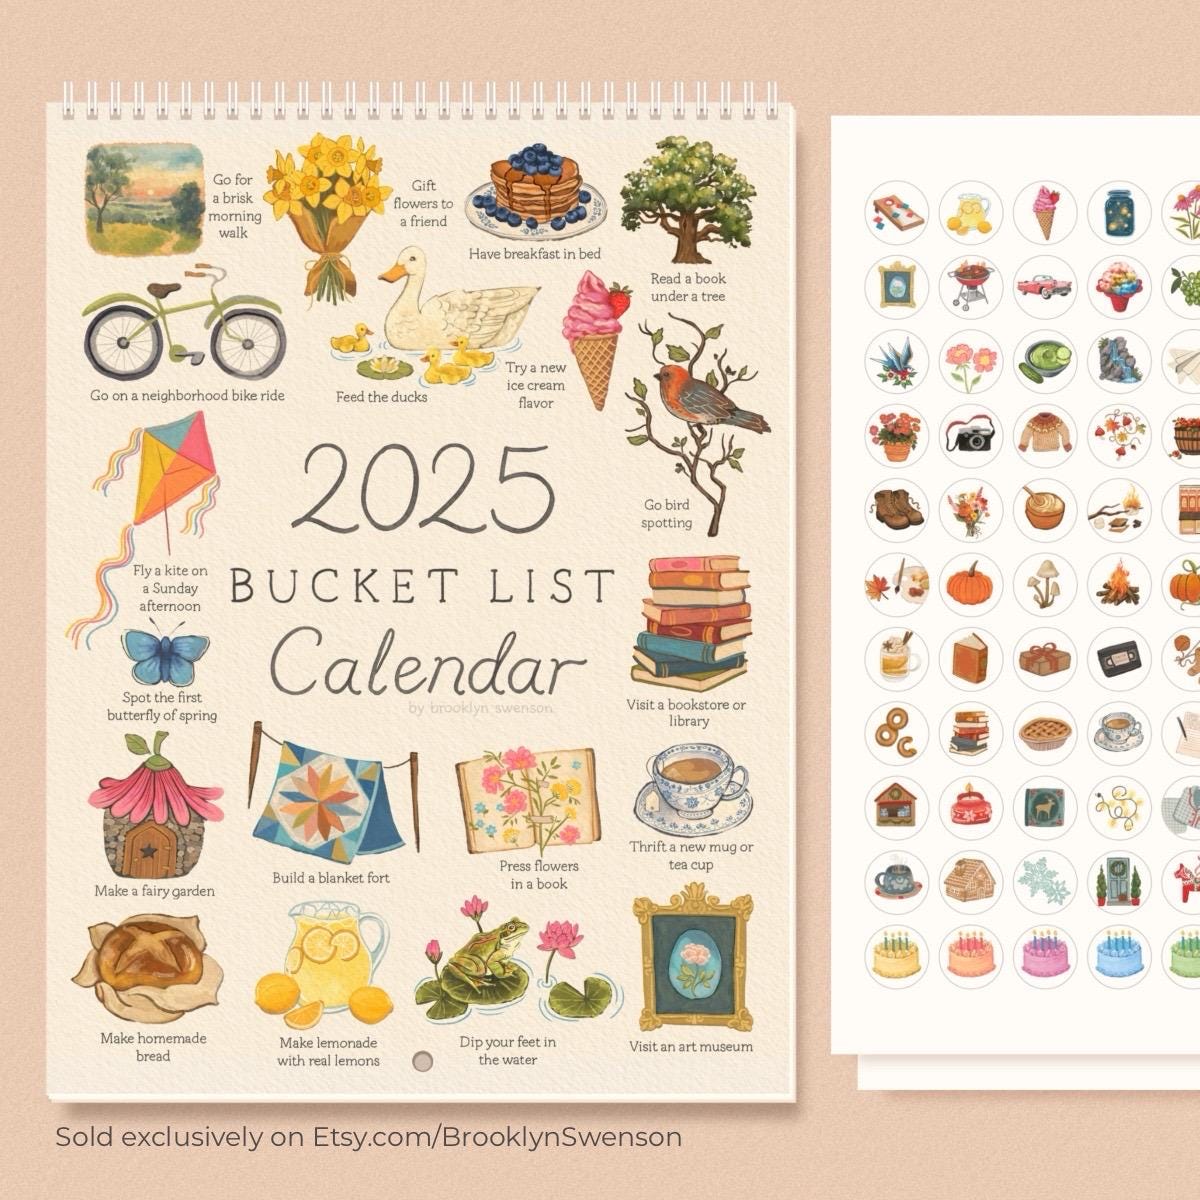 Go for
a brisk
morning
walk
Gift
flowers to
a friend
Have breakfast in bed
Read a book
under a tree
Go on a neighborhood bike ride
Feed the ducks
Try a new
ice cream
flavor
Go bird
spotting
2025
BUCKET LIST
Calendar
by brooklyn swenson
Fly a kite on
a Sunday
afternoon
Spot the first
butterfly of spring
Visit a bookstore or
library
Make a fairy garden
Build a blanket fort
Press flowers
in a book
Thrift a new mug or
tea cup
Make homemade
bread
Make lemonade
with real lemons
Dip your feet in
the water
Visit an art museum
Sold exclusively on Etsy.com/BrooklynSwenson